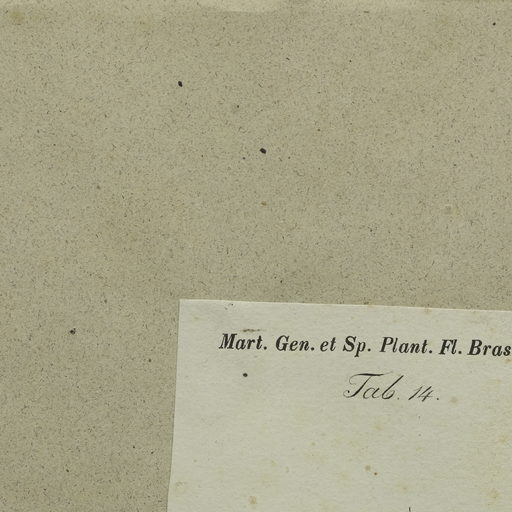 Mart. Gen. et Sp. Plant. Fl. Bras
Tab. 14.